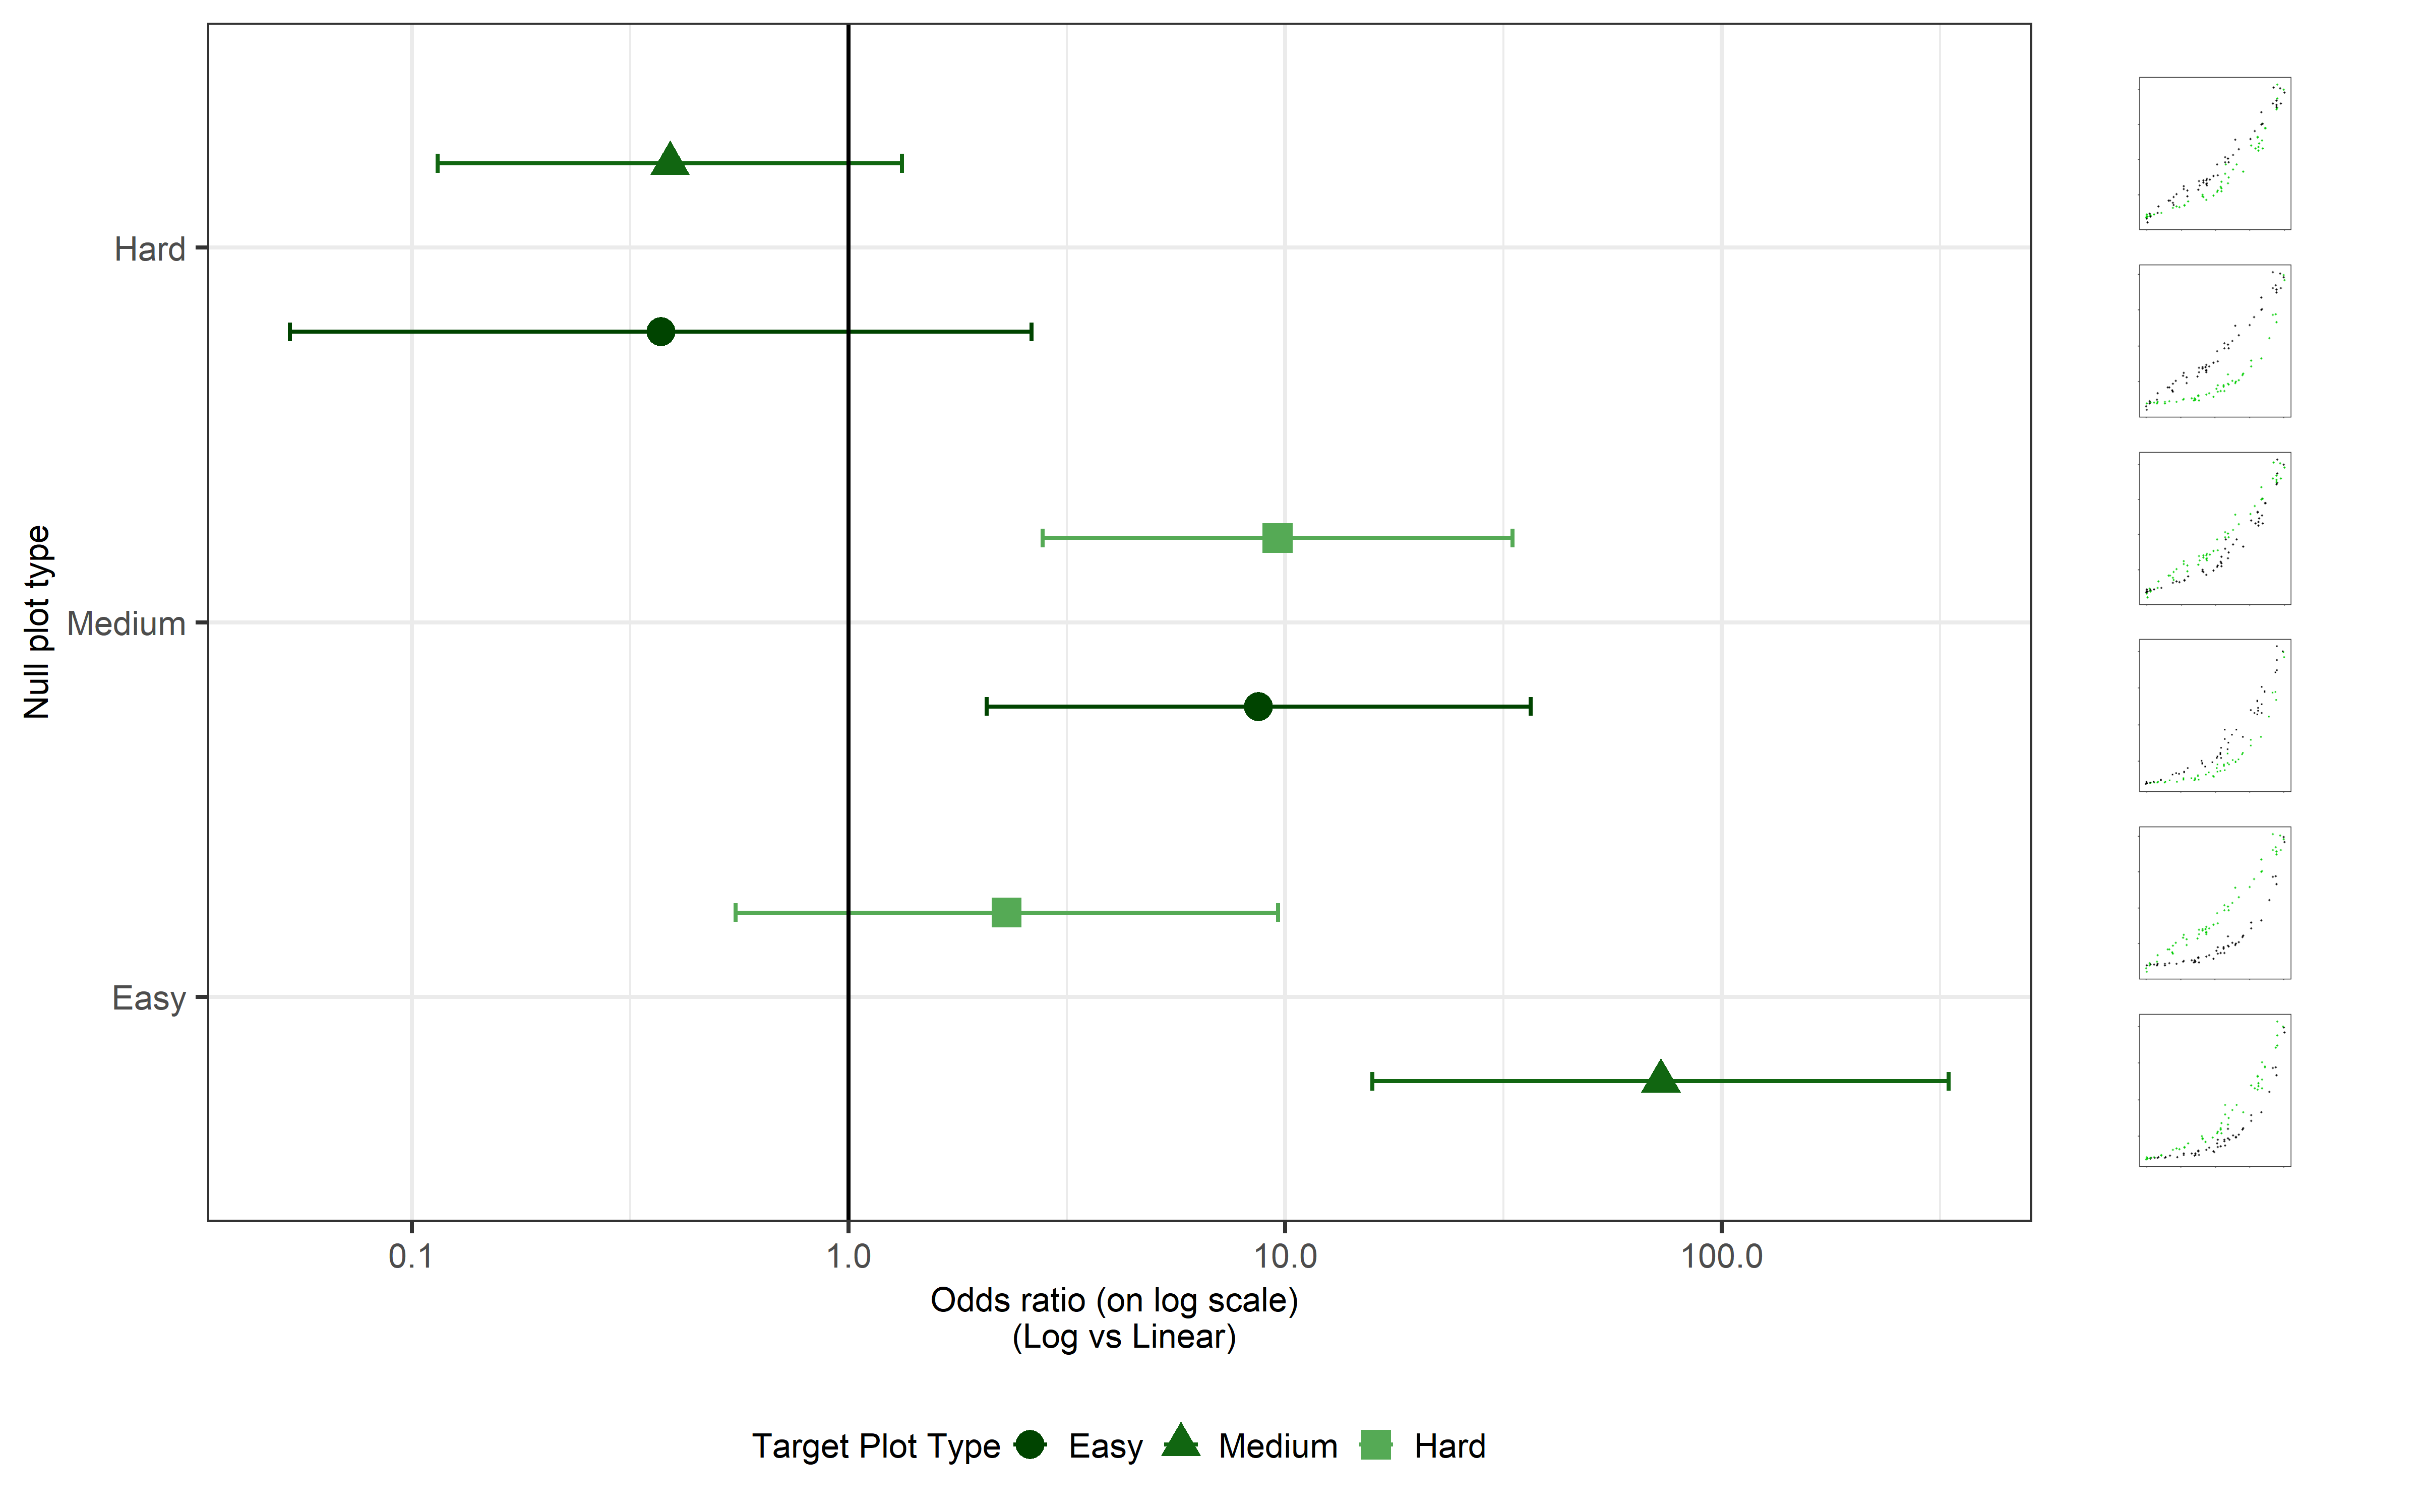 Null plot type
Hard
Medium
Easy
0.1
1.0
10.0
100.0
Odds ratio (on log scale)
(Log vs Linear)
Target Plot Type Easy Medium Hard